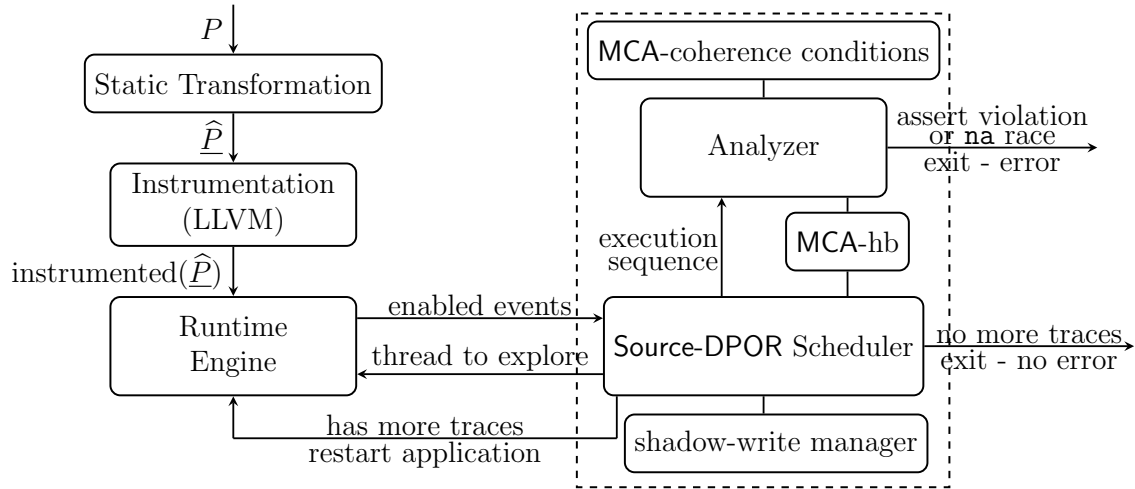 P
Static Transformation
P̲̂
Instrumentation
(LLVM)
instrumented(P̲̂)
Runtime
Engine
enabled events
thread to explore
has more traces
restart application
MCA-coherence conditions
Analyzer
assert violation
or na race
exit - error
execution
sequence
MCA-hb
Source-DPOR Scheduler
no more traces
exit - no error
shadow-write manager